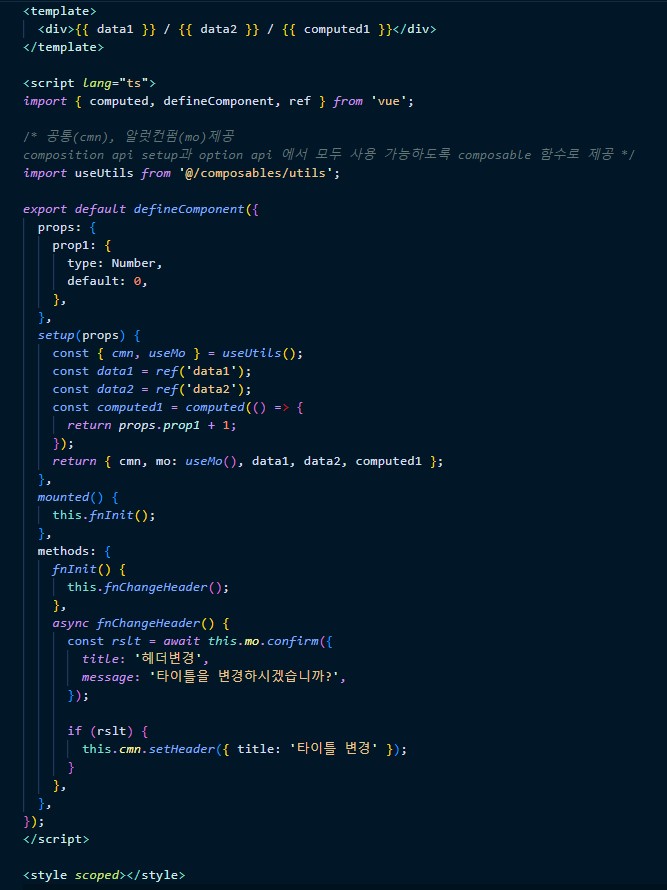 <template>
  <div>{{ data1 }} / {{ data2 }} / {{ computed1 }}</div>
</template>

<script lang="ts">
import { computed, defineComponent, ref } from 'vue';

/* 공통(cmn), 알럿컨펌(mo)제공
composition api setup과 option api 에서 모두 사용 가능하도록 composable 함수로 제공 */
import useUtils from '@/composables/utils';

export default defineComponent({
  props: {
    prop1: {
      type: Number,
      default: 0,
    },
  },
  setup(props) {
    const { cmn, useMo } = useUtils();
    const data1 = ref('data1');
    const data2 = ref('data2');
    const computed1 = computed(() => {
      return props.prop1 + 1;
    });
    return { cmn, mo: useMo(), data1, data2, computed1 };
  },
  mounted() {
    this.fnInit();
  },
  methods: {
    fnInit() {
      this.fnChangeHeader();
    },
    async fnChangeHeader() {
      const rslt = await this.mo.confirm({
        title: '헤더변경',
        message: '타이틀을 변경하시겠습니까?',
      });

      if (rslt) {
        this.cmn.setHeader({ title: '타이틀 변경' });
      }
    },
  },
});
</script>

<style scoped></style>